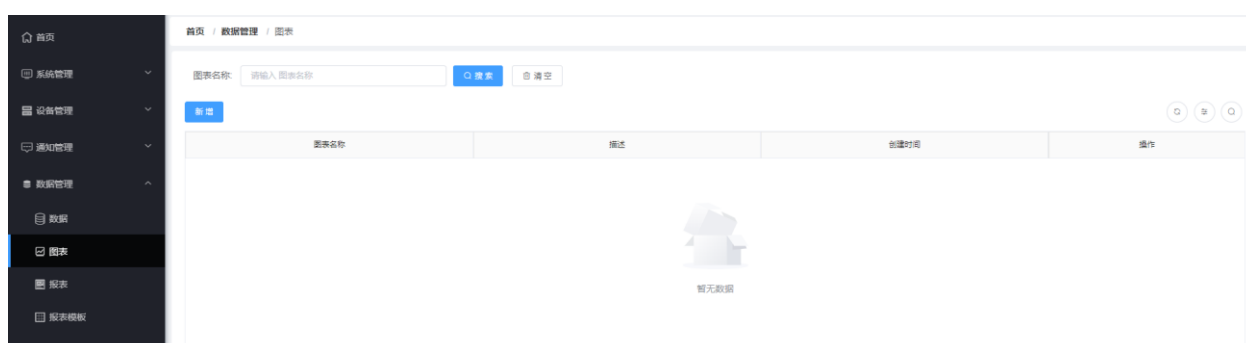 首页
系统管理
设备管理
通知管理
数据管理
数据
图表
报表
报表模板
首页 / 数据管理 / 图表
图表名称: 请输入图表名称 搜索 清空
新增
图表名称 描述 创建时间 操作
暂无数据